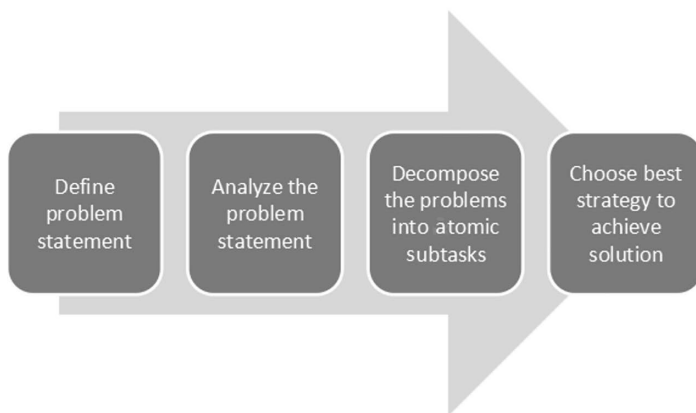 Define
problem
statement
Analyze the
problem
statement
Decompose
the problems
into atomic
subtasks
Choose best
strategy to
achieve
solution